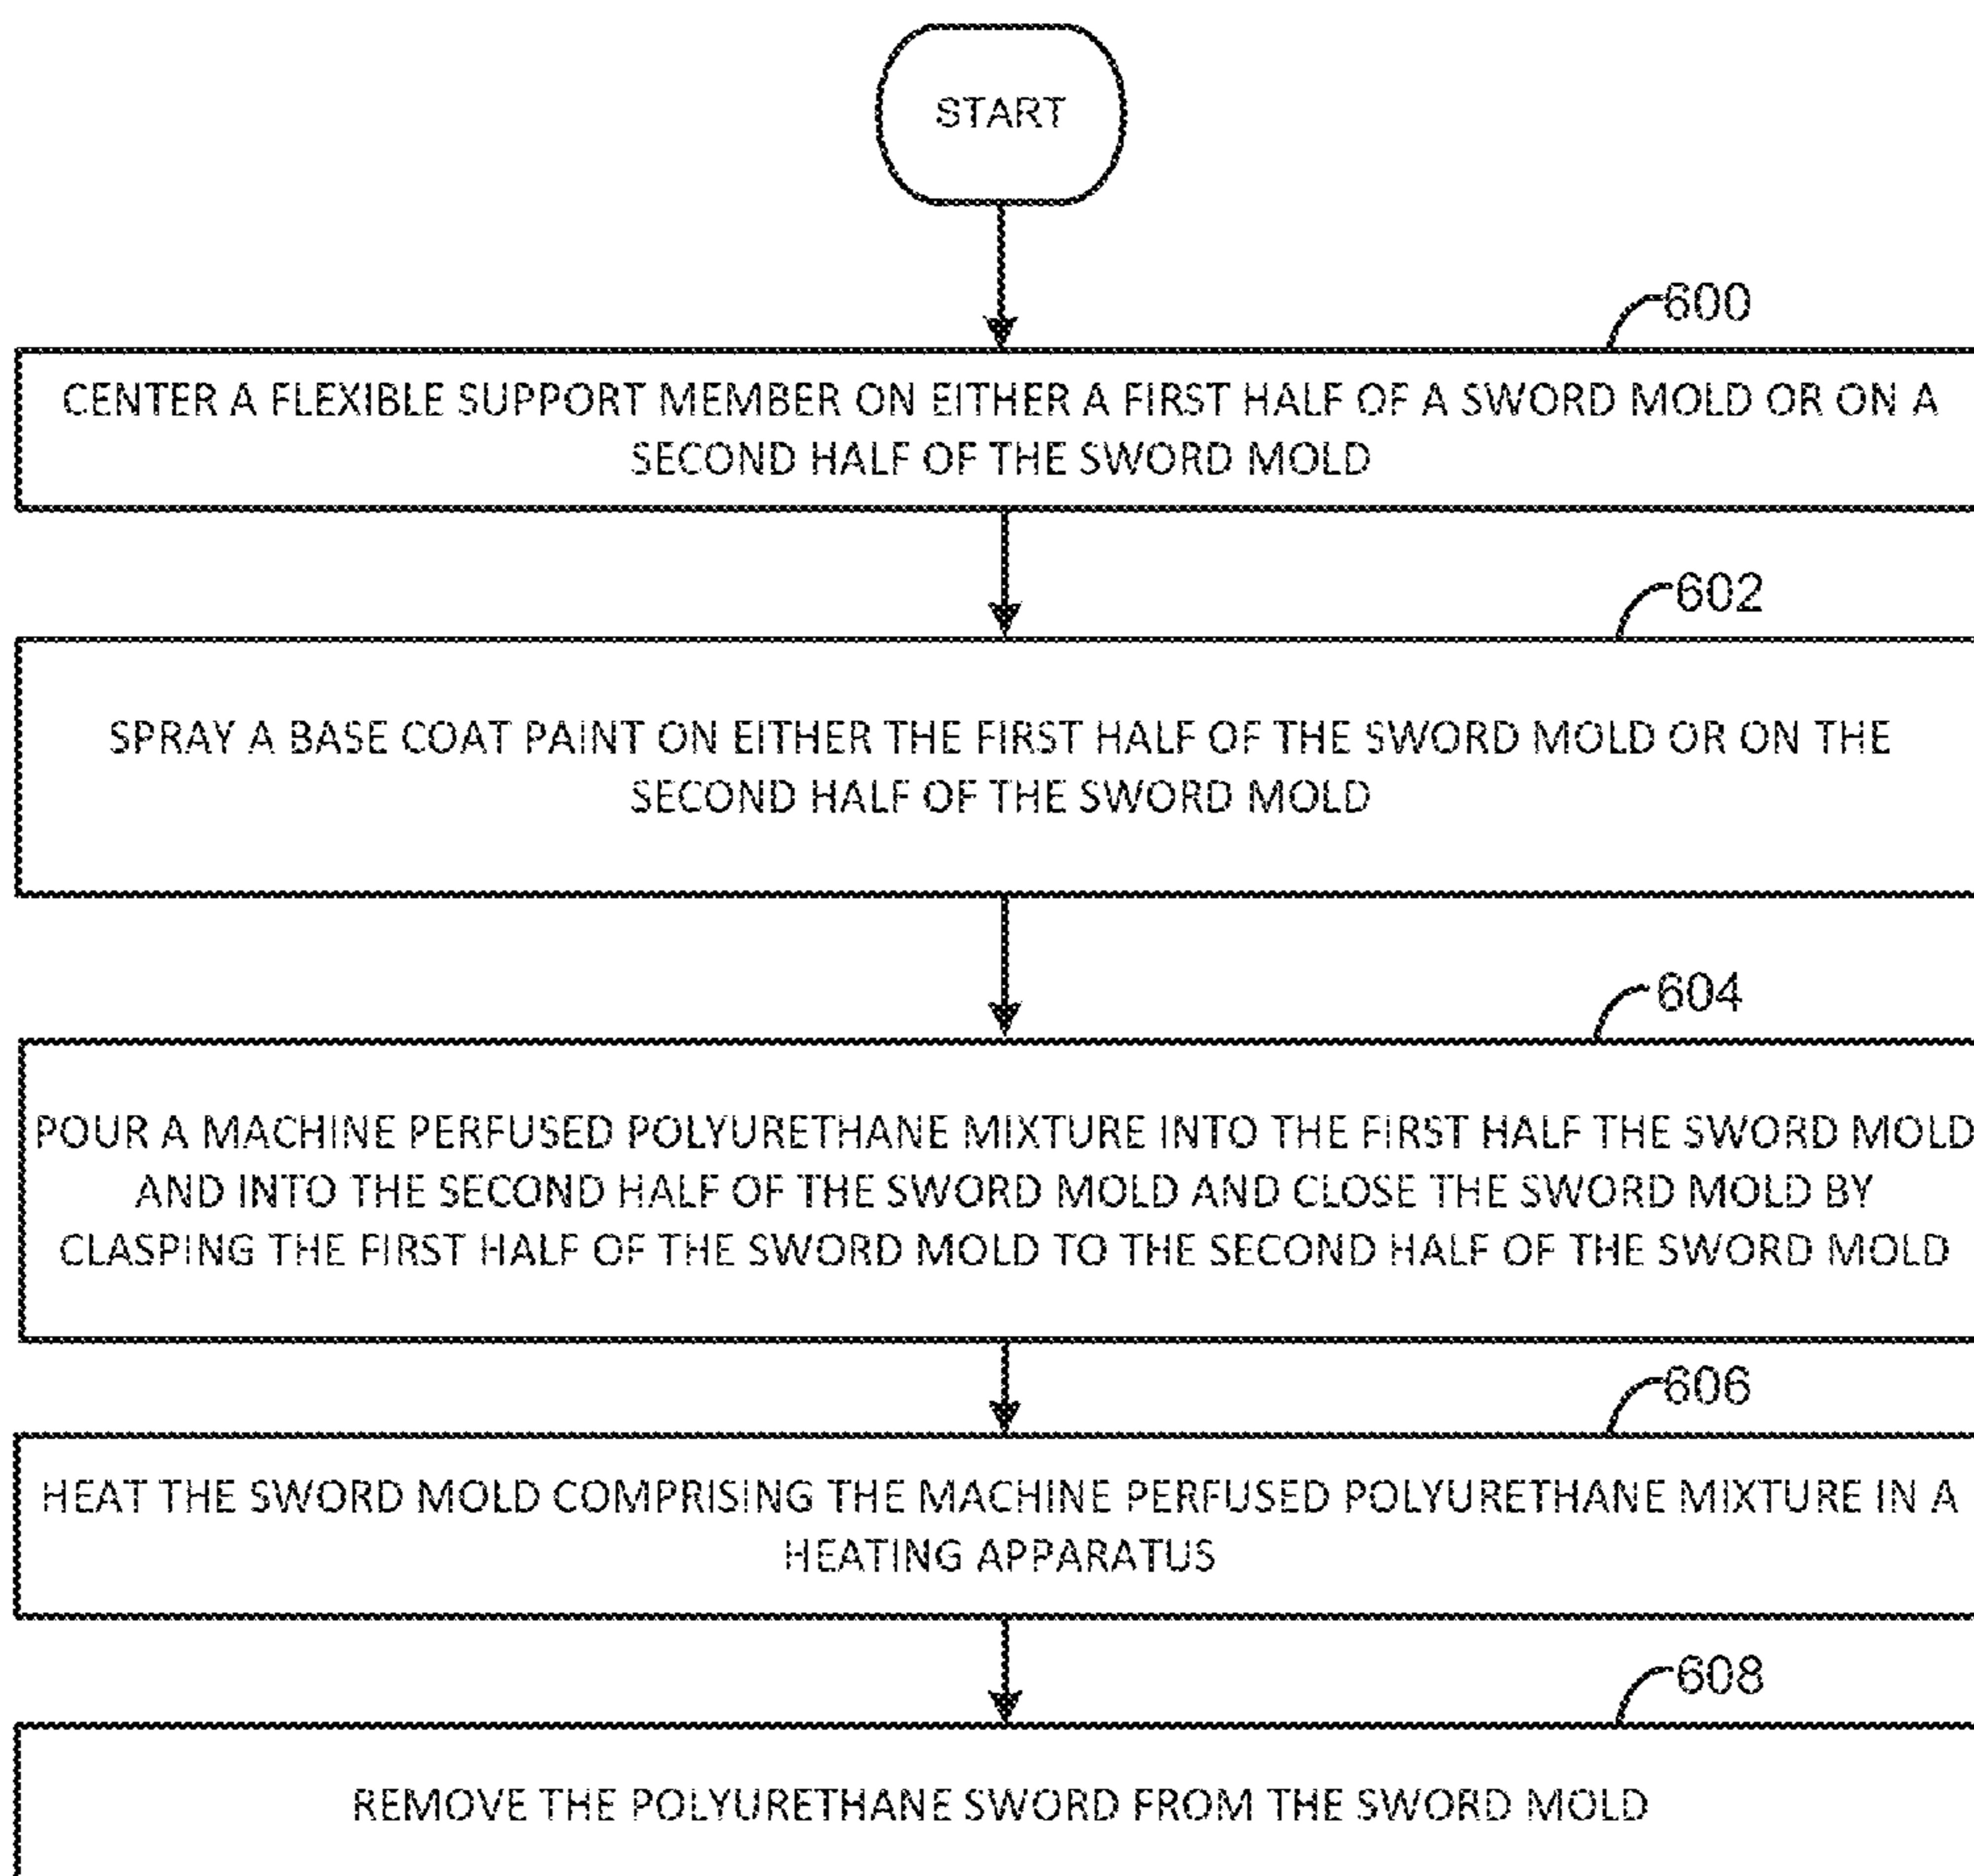 START
600
CENTER A FLEXIBLE SUPPORT MEMBER ON EITHER A FIRST HALF OF A SWORD MOLD OR ON A
SECOND HALF OF THE SWORD MOLD
602
SPRAY A BASE COAT PAINT ON EITHER THE FIRST HALF OF THE SWORD MOLD OR ON THE
SECOND HALF OF THE SWORD MOLD
604
POUR A MACHINE PERFUSED POLYURETHANE MIXTURE INTO THE FIRST HALF THE SWORD MOLD
AND INTO THE SECOND HALF OF THE SWORD MOLD AND CLOSE THE SWORD MOLD BY
CLASPING THE FIRST HALF OF THE SWORD MOLD TO THE SECOND HALF OF THE SWORD MOLD
606
HEAT THE SWORD MOLD COMPRISING THE MACHINE PERFUSED POLYURETHANE MIXTURE IN A
HEATING APPARATUS
608
REMOVE THE POLYURETHANE SWORD FROM THE SWORD MOLD